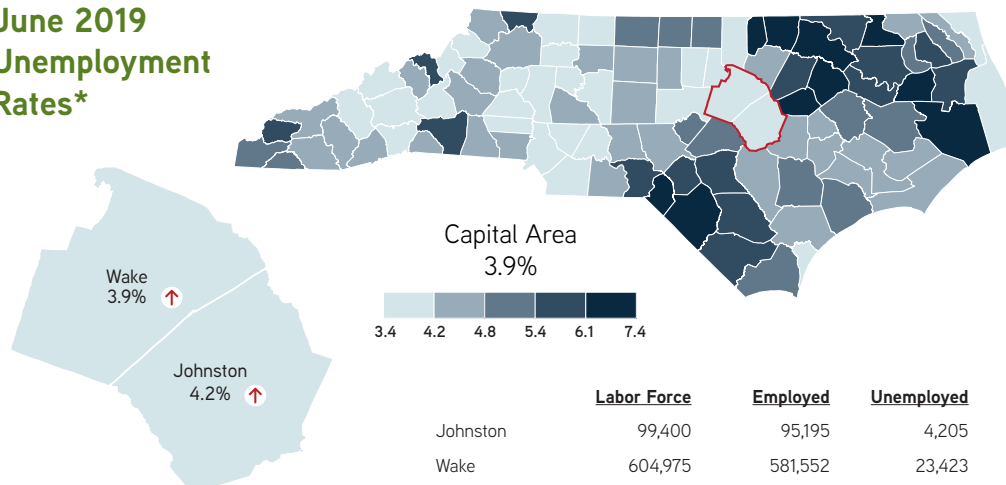 June 2019
Unemployment
Rates*
Capital Area
3.9%
3.4 4.2 4.8 5.4 6.1 7.4
Wake
3.9% ↑
Johnston
4.2% ↑
Labor Force Employed Unemployed
Johnston 99,400 95,195 4,205
Wake 604,975 581,552 23,423